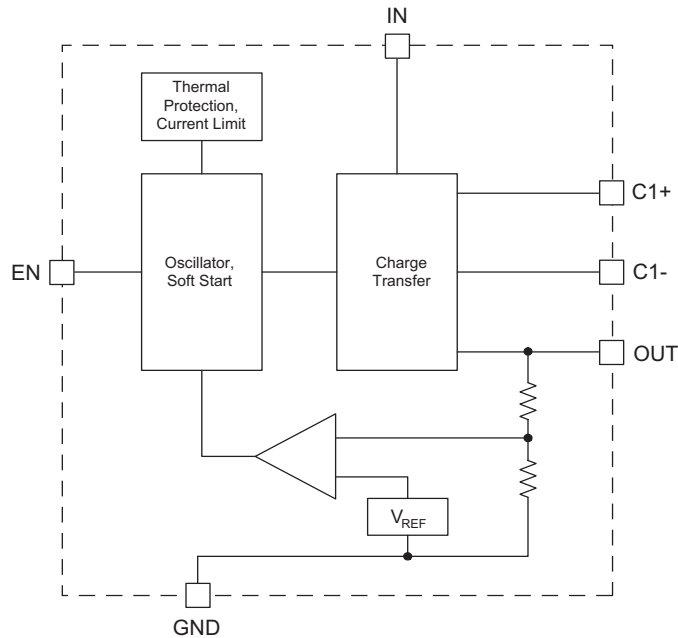 IN
Thermal
Protection,
Current Limit
C1+
EN
Oscillator,
Soft Start
Charge
Transfer
C1-
OUT
VREF
GND